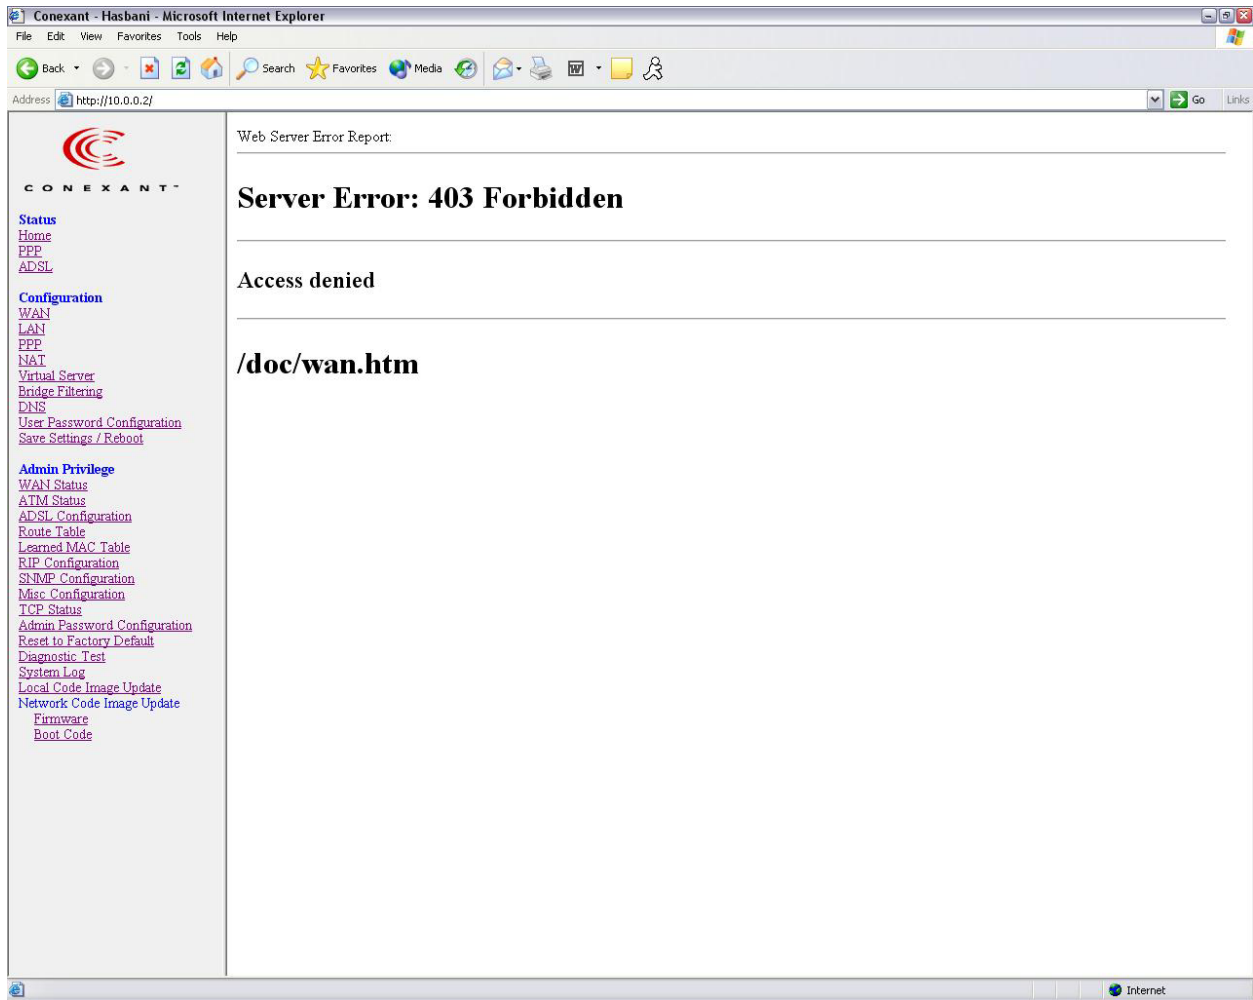 Conexant - Hasbani - Microsoft Internet Explorer
File Edit View Favorites Tools Help
Back Search Favorites Media
Address http://10.0.0.2/ Go Links
CONEXANT™
Status
Home
PPP
ADSL
Configuration
WAN
LAN
PPP
NAT
Virtual Server
Bridge Filtering
DNS
User Password Configuration
Save Settings / Reboot
Admin Privilege
WAN Status
ATM Status
ADSL Configuration
Route Table
Learned MAC Table
RIP Configuration
SNMP Configuration
Misc Configuration
TCP Status
Admin Password Configuration
Reset to Factory Default
Diagnostic Test
System Log
Local Code Image Update
Network Code Image Update
Firmware
Boot Code
Web Server Error Report:
Server Error: 403 Forbidden
Access denied
/doc/wan.htm
Internet